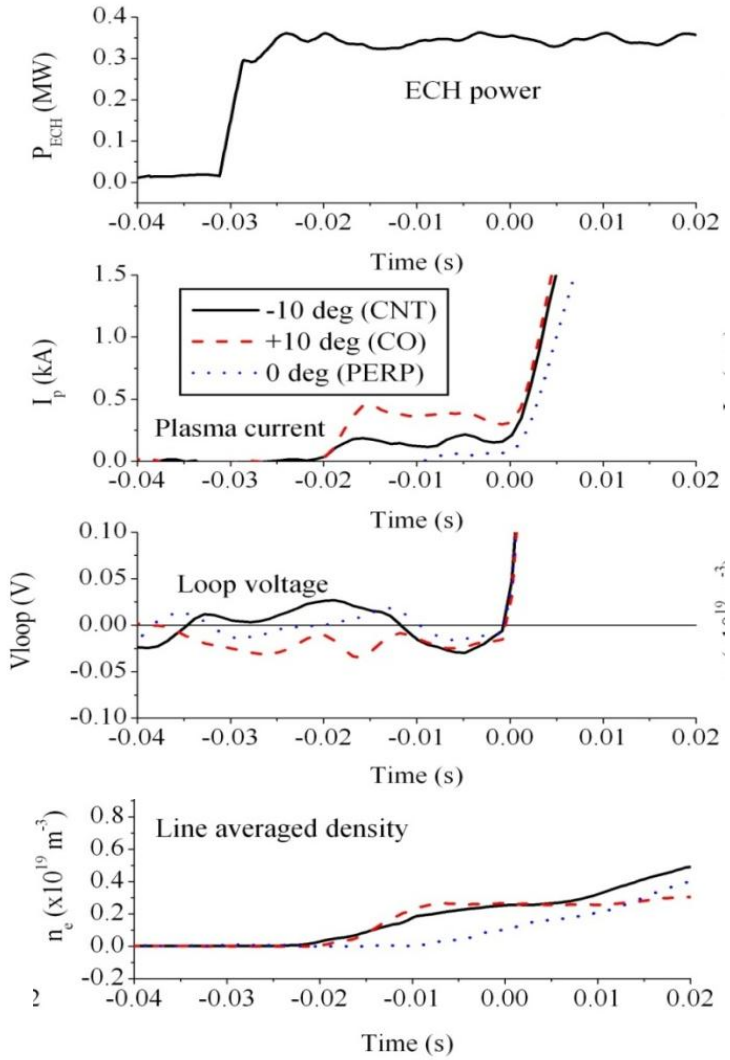 0.4
0.3
0.2
0.1
0.0
P_ECH (MW)
ECH power
-0.04 -0.03 -0.02 -0.01 0.00 0.01 0.02
Time (s)
1.5
1.0
0.5
0.0
I_p (kA)
-10 deg (CNT)
+10 deg (CO)
0 deg (PERP)
Plasma current
-0.04 -0.03 -0.02 -0.01 0.00 0.01 0.02
Time (s)
0.10
0.05
0.00
-0.05
-0.10
Vloop (V)
Loop voltage
-0.04 -0.03 -0.02 -0.01 0.00 0.01 0.02
Time (s)
0.8
0.6
0.4
0.2
0.0
-0.2
n_e (x10^19 m^-3)
Line averaged density
-0.04 -0.03 -0.02 -0.01 0.00 0.01 0.02
Time (s)